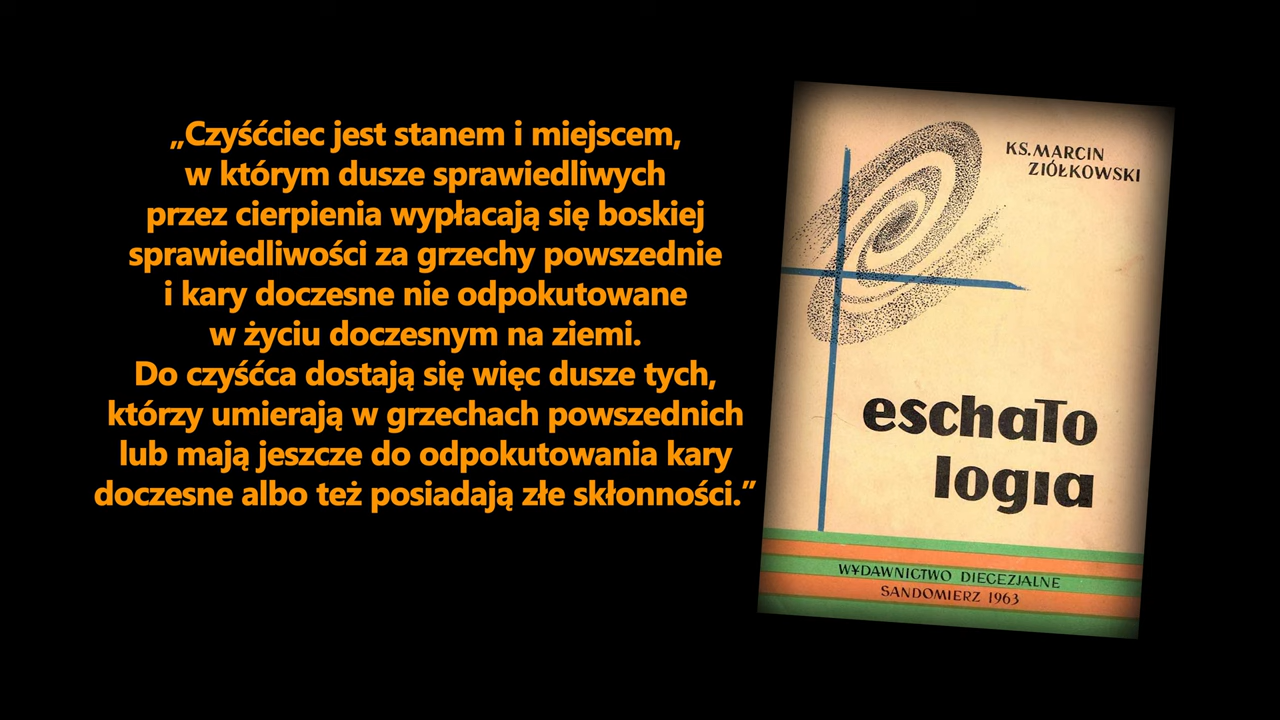 „Czyśćciec jest stanem i miejscem,
w którym dusze sprawiedliwych
przez cierpienia wypłacają się boskiej
sprawiedliwości za grzechy powszednie
i kary doczesne nie odpokutowane
w życiu doczesnym na ziemi.
Do czyśćca dostają się więc dusze tych,
którzy umierają w grzechach powszednich
lub mają jeszcze do odpokutowania kary
doczesne albo też posiadają złe skłonności.”
KS. MARCIN
ZIÓŁKOWSKI
eschato
logia
WYDAWNICTWO DIECEZJALNE
SANDOMIERZ 1963